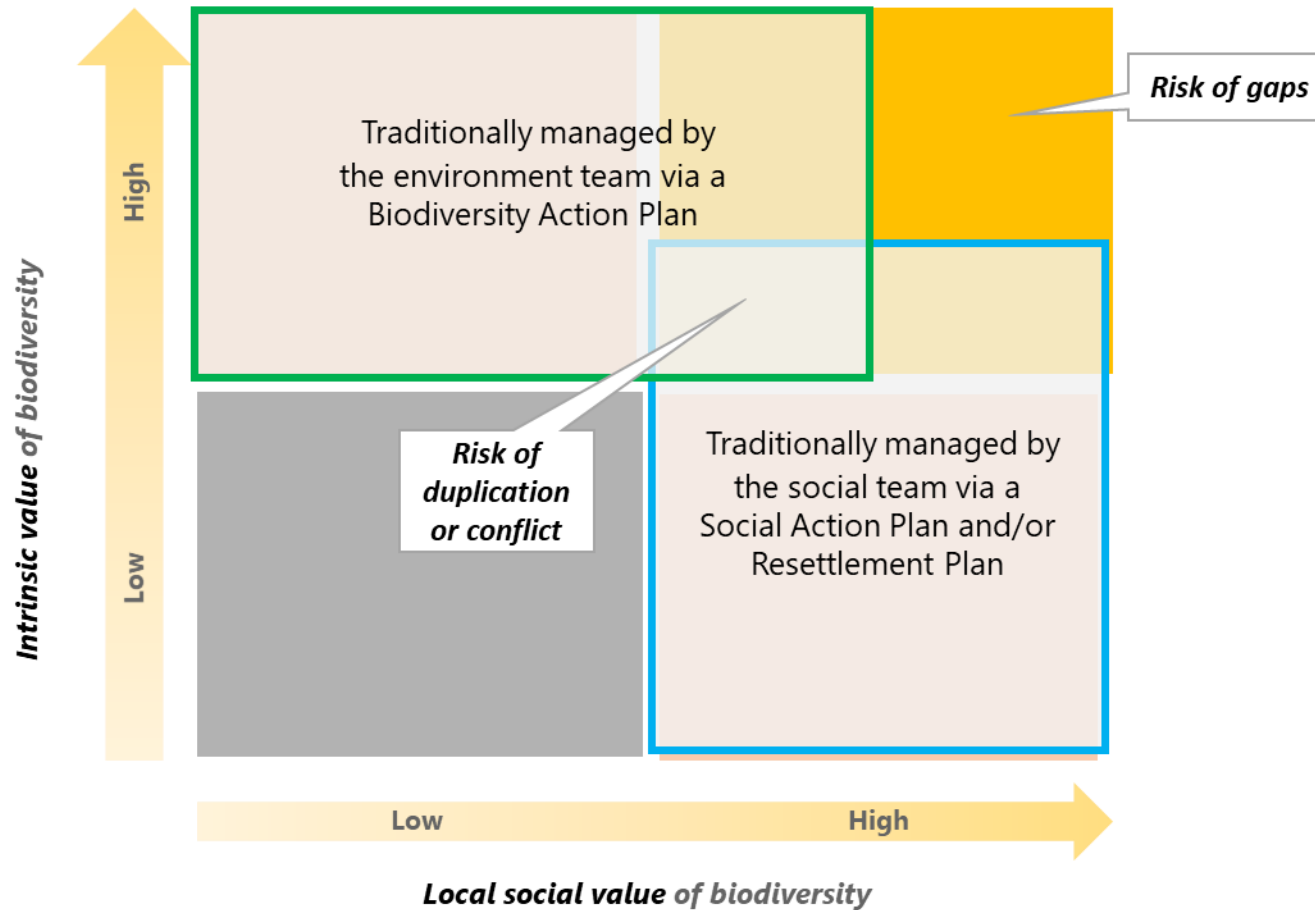 Risk of gaps
Traditionally managed by
the environment team via a
Biodiversity Action Plan
High
Low
Intrinsic value of biodiversity
Risk of
duplication
or conflict
Traditionally managed by
the social team via a
Social Action Plan and/or
Resettlement Plan
Low
High
Local social value of biodiversity